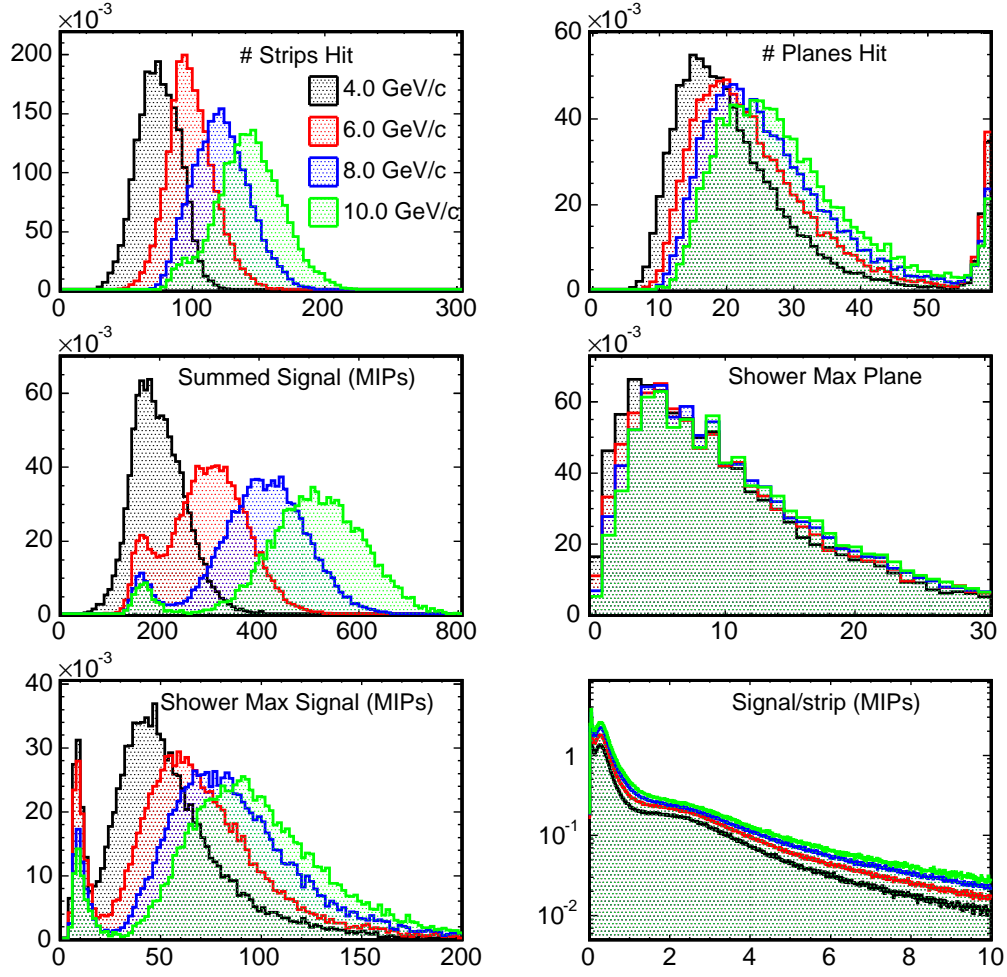 ×10⁻³
# Strips Hit
4.0 GeV/c
6.0 GeV/c
8.0 GeV/c
10.0 GeV/c
200
150
100
50
0
0 100 200 300
×10⁻³
# Planes Hit
60
40
20
0
0 10 20 30 40 50
×10⁻³
Summed Signal (MIPs)
60
40
20
0
0 200 400 600 800
×10⁻³
Shower Max Plane
60
40
20
0
0 10 20 30
×10⁻³
Shower Max Signal (MIPs)
40
30
20
10
0
0 50 100 150 200
Signal/strip (MIPs)
1
10⁻¹
10⁻²
0 2 4 6 8 10